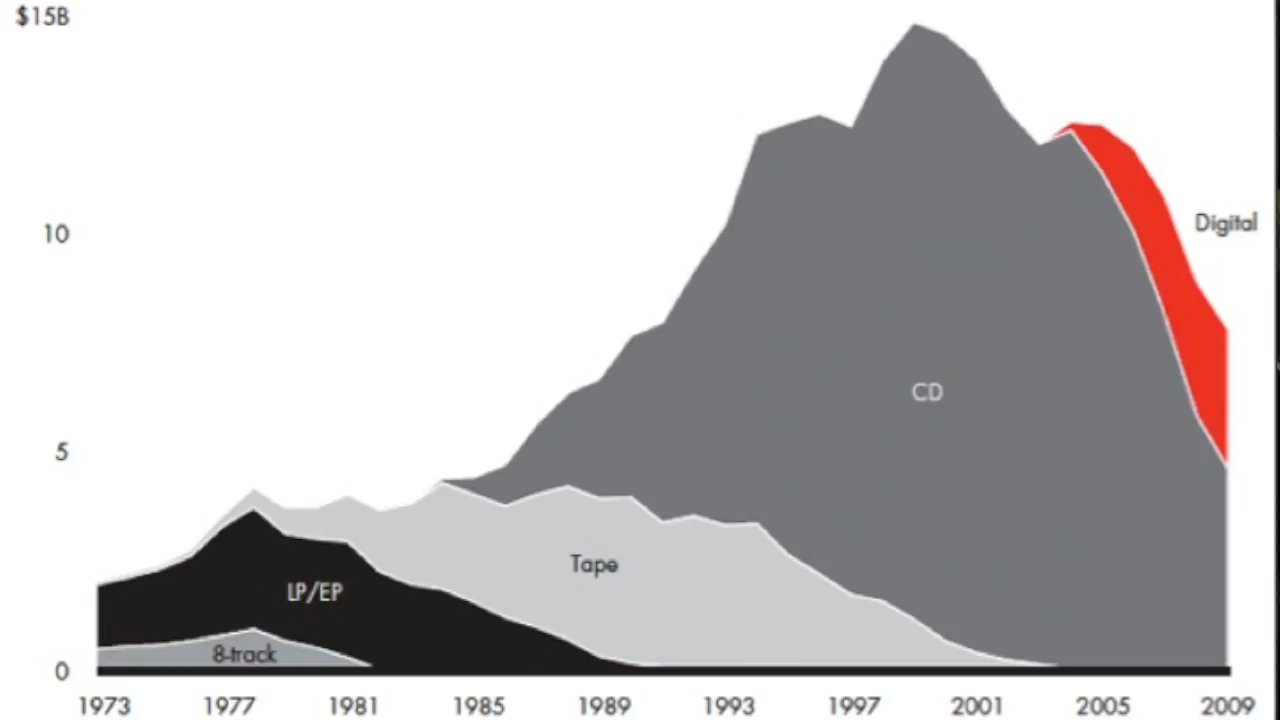 $15B
10
Digital
5
CD
Tape
LP/EP
8-track
0
1973 1977 1981 1985 1989 1993 1997 2001 2005 2009